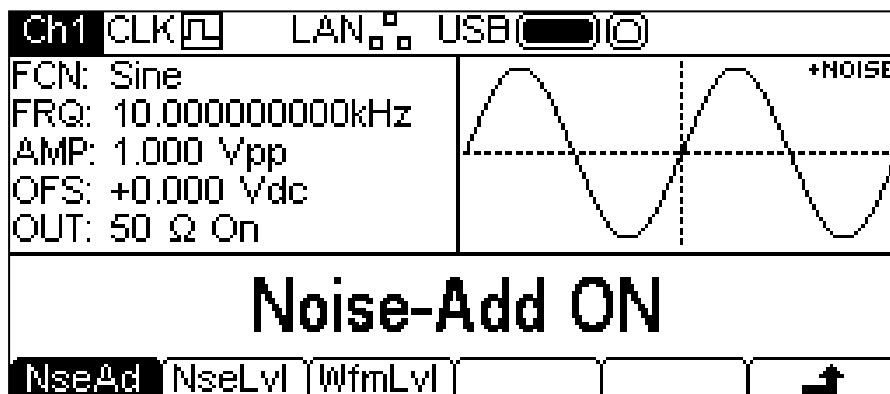 Ch1 CLK LAN USB
FCN: Sine
FRQ: 10.000000000kHz
AMP: 1.000 Vpp
OFS: +0.000 Vdc
OUT: 50 Ω On
+NOISE
Noise-Add ON
NseAd NseLvl WfmLvl